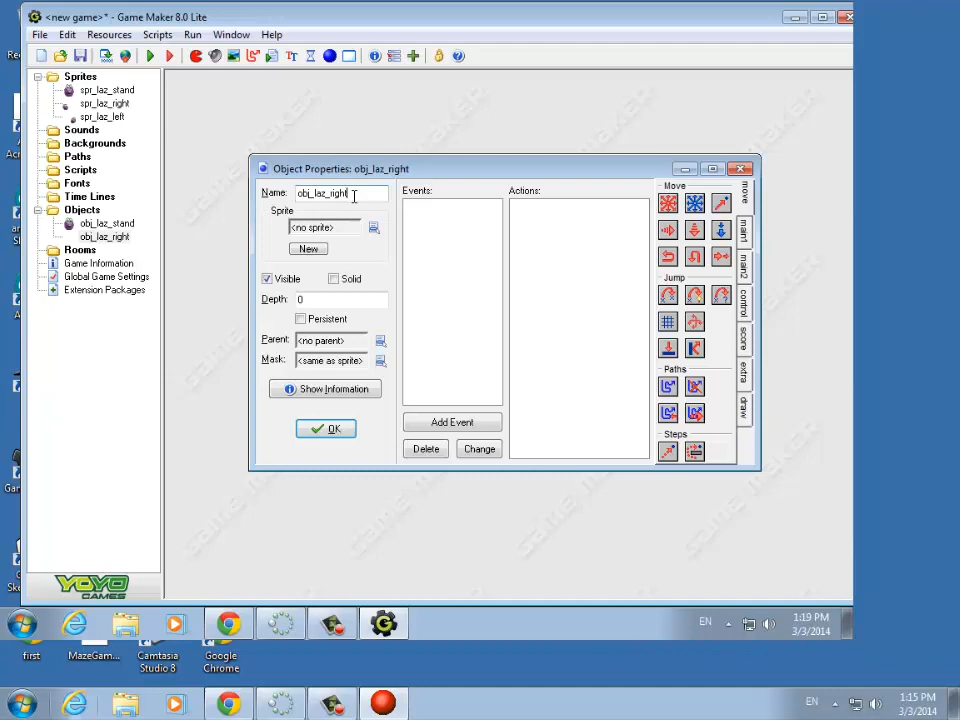 <new game>* - Game Maker 8.0 Lite
File Edit Resources Scripts Run Window Help
Sprites
spr_laz_stand
spr_laz_right
spr_laz_left
Sounds
Backgrounds
Paths
Scripts
Fonts
Time Lines
Objects
obj_laz_stand
obj_laz_right
Rooms
Game Information
Global Game Settings
Extension Packages
YOYO
GAMES
Object Properties: obj_laz_right
Name: obj_laz_right
Sprite
<no sprite>
New
Visible Solid
Depth: 0
Persistent
Parent: <no parent>
Mask: <same as sprite>
Show Information
OK
Events:
Add Event
Delete Change
Actions:
Move
Jump
Paths
Steps
move
main1
main2
control
score
extra
draw
EN
1:19 PM
3/3/2014
first
MazeGam...
Camtasia
Studio 8
Google
Chrome
EN
1:15 PM
3/3/2014